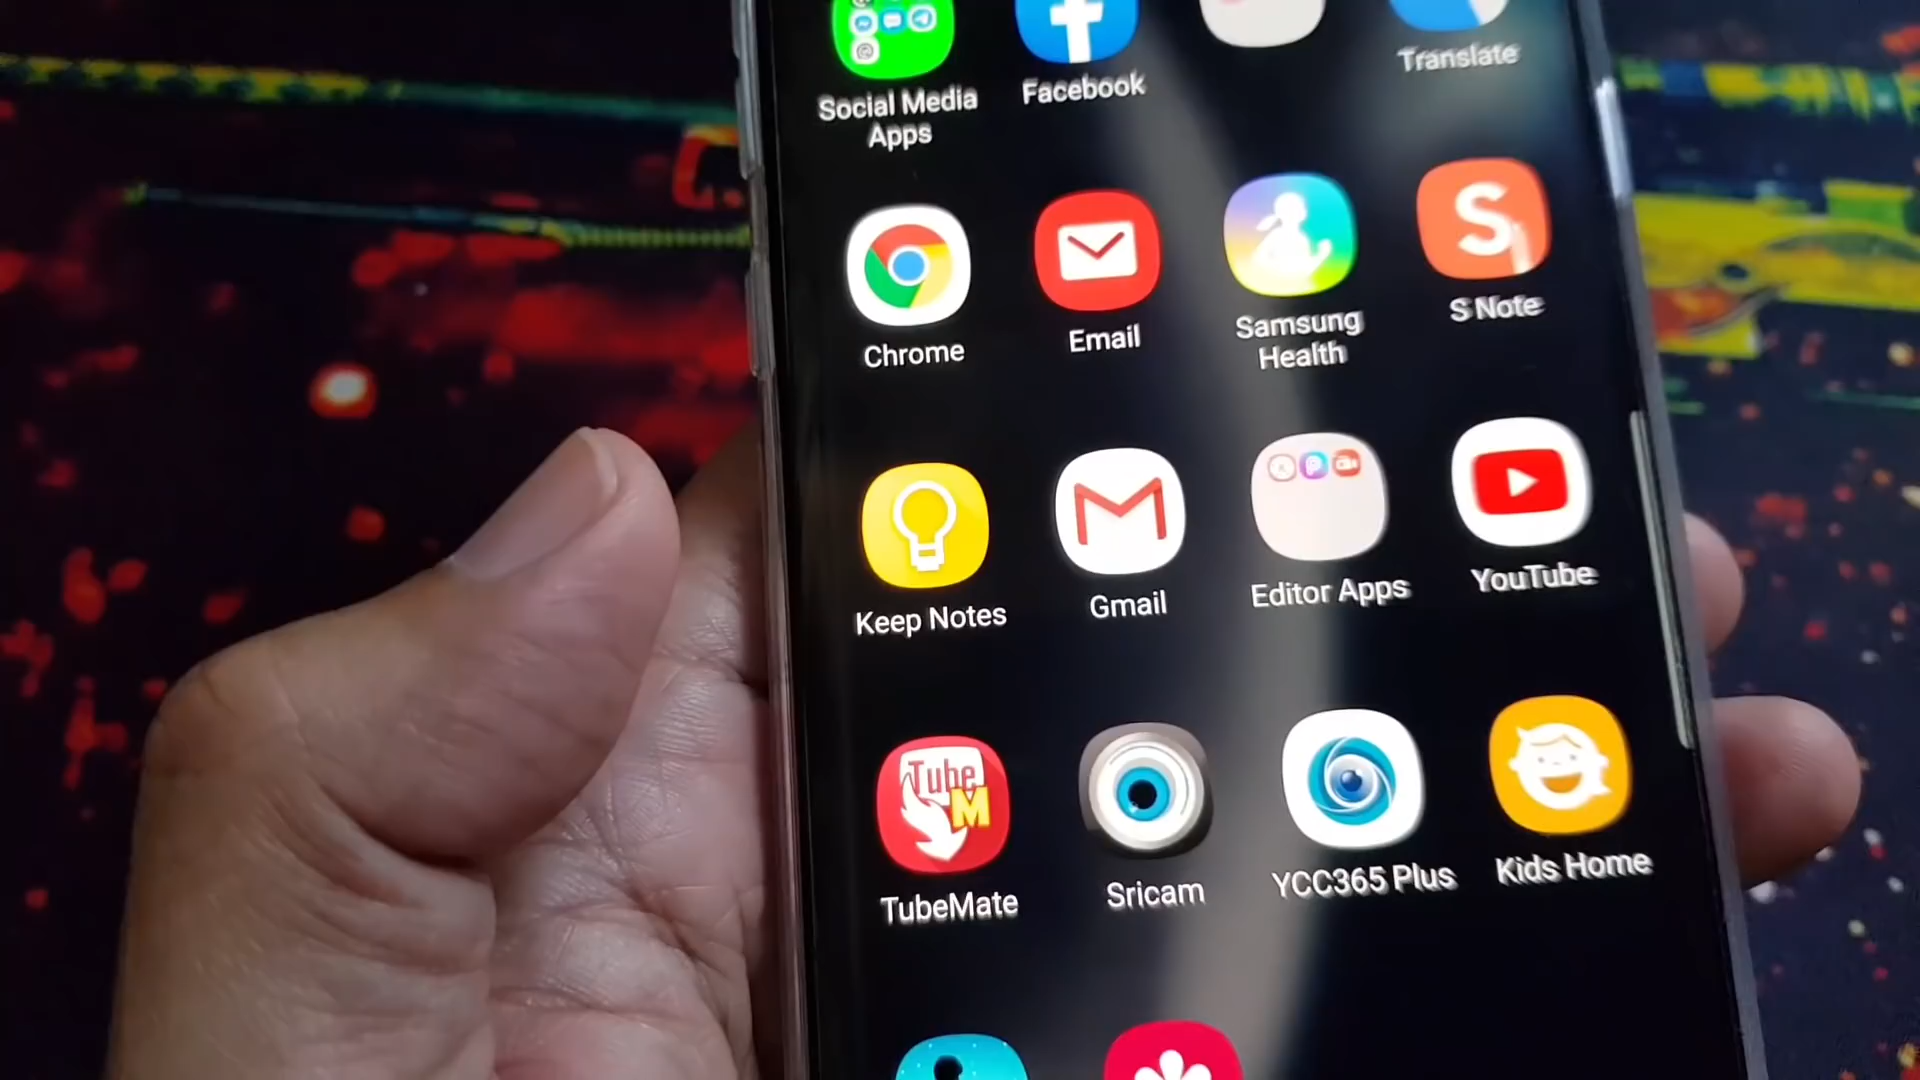 Social Media
Apps
Facebook
Translate
Chrome
Email
Samsung
Health
S
S Note
Keep Notes
M
Gmail
Editor Apps
YouTube
Tube
M
TubeMate
Sricam
YCC365 Plus
Kids Home